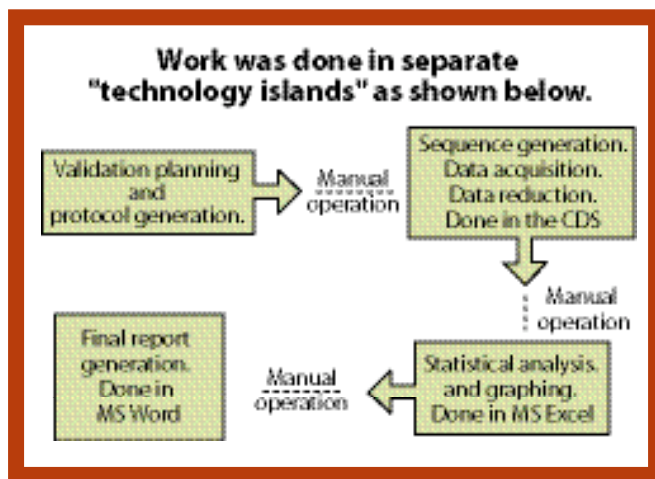 Work was done in separate
"technology islands" as shown below.
Validation planning
and
protocol generation.
Manual
operation
Sequence generation.
Data acquisition.
Data reduction.
Done in the CDS
Manual
operation
Statistical analysis
and graphing.
Done in MS Excel
Manual
operation
Final report
generation.
Done in
MS Word